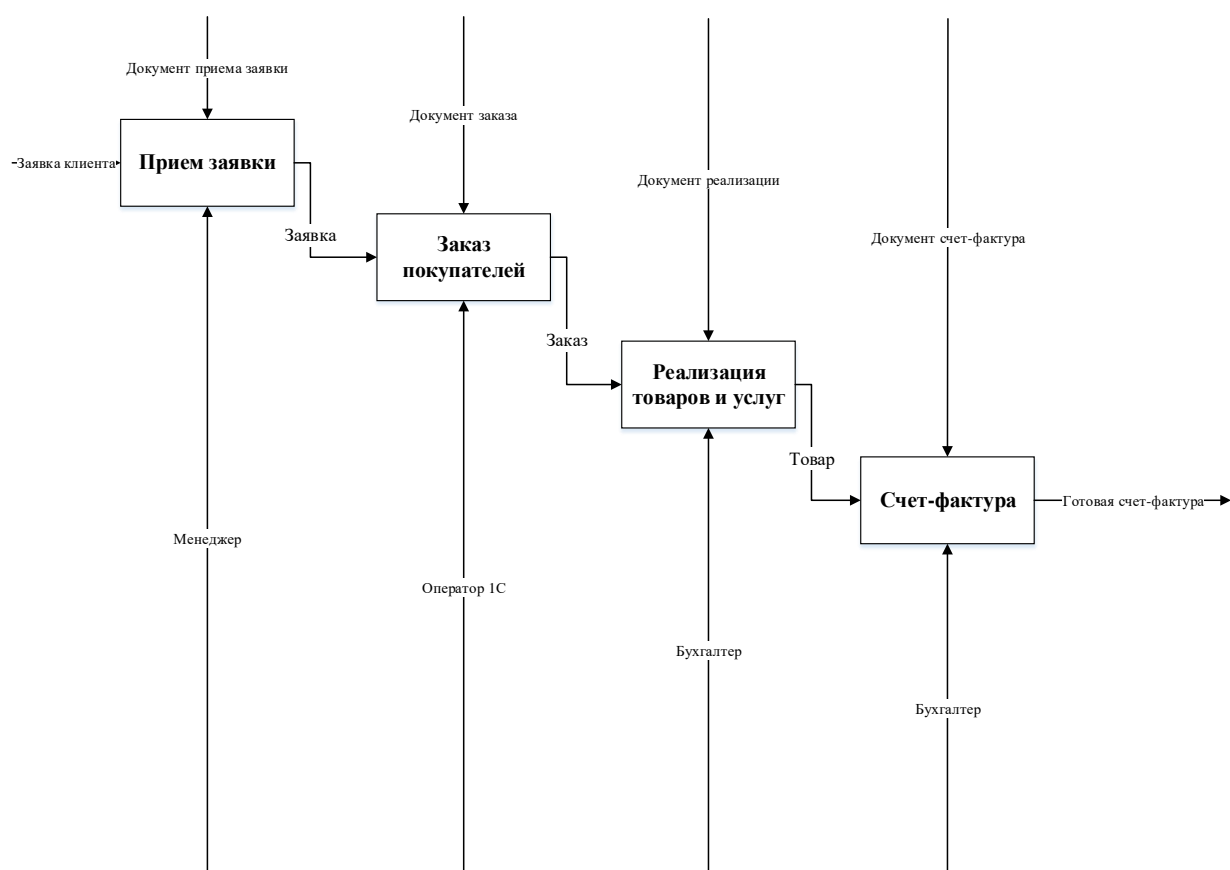 Документ приема заявки
Документ заказа
-Заявка клиента
Прием заявки
Документ реализации
Заявка
Заказ
покупателей
Документ счет-фактура
Заказ
Реализация
товаров и услуг
Товар
Счет-фактура
Готовая счет-фактура
Менеджер
Оператор 1С
Бухгалтер
Бухгалтер